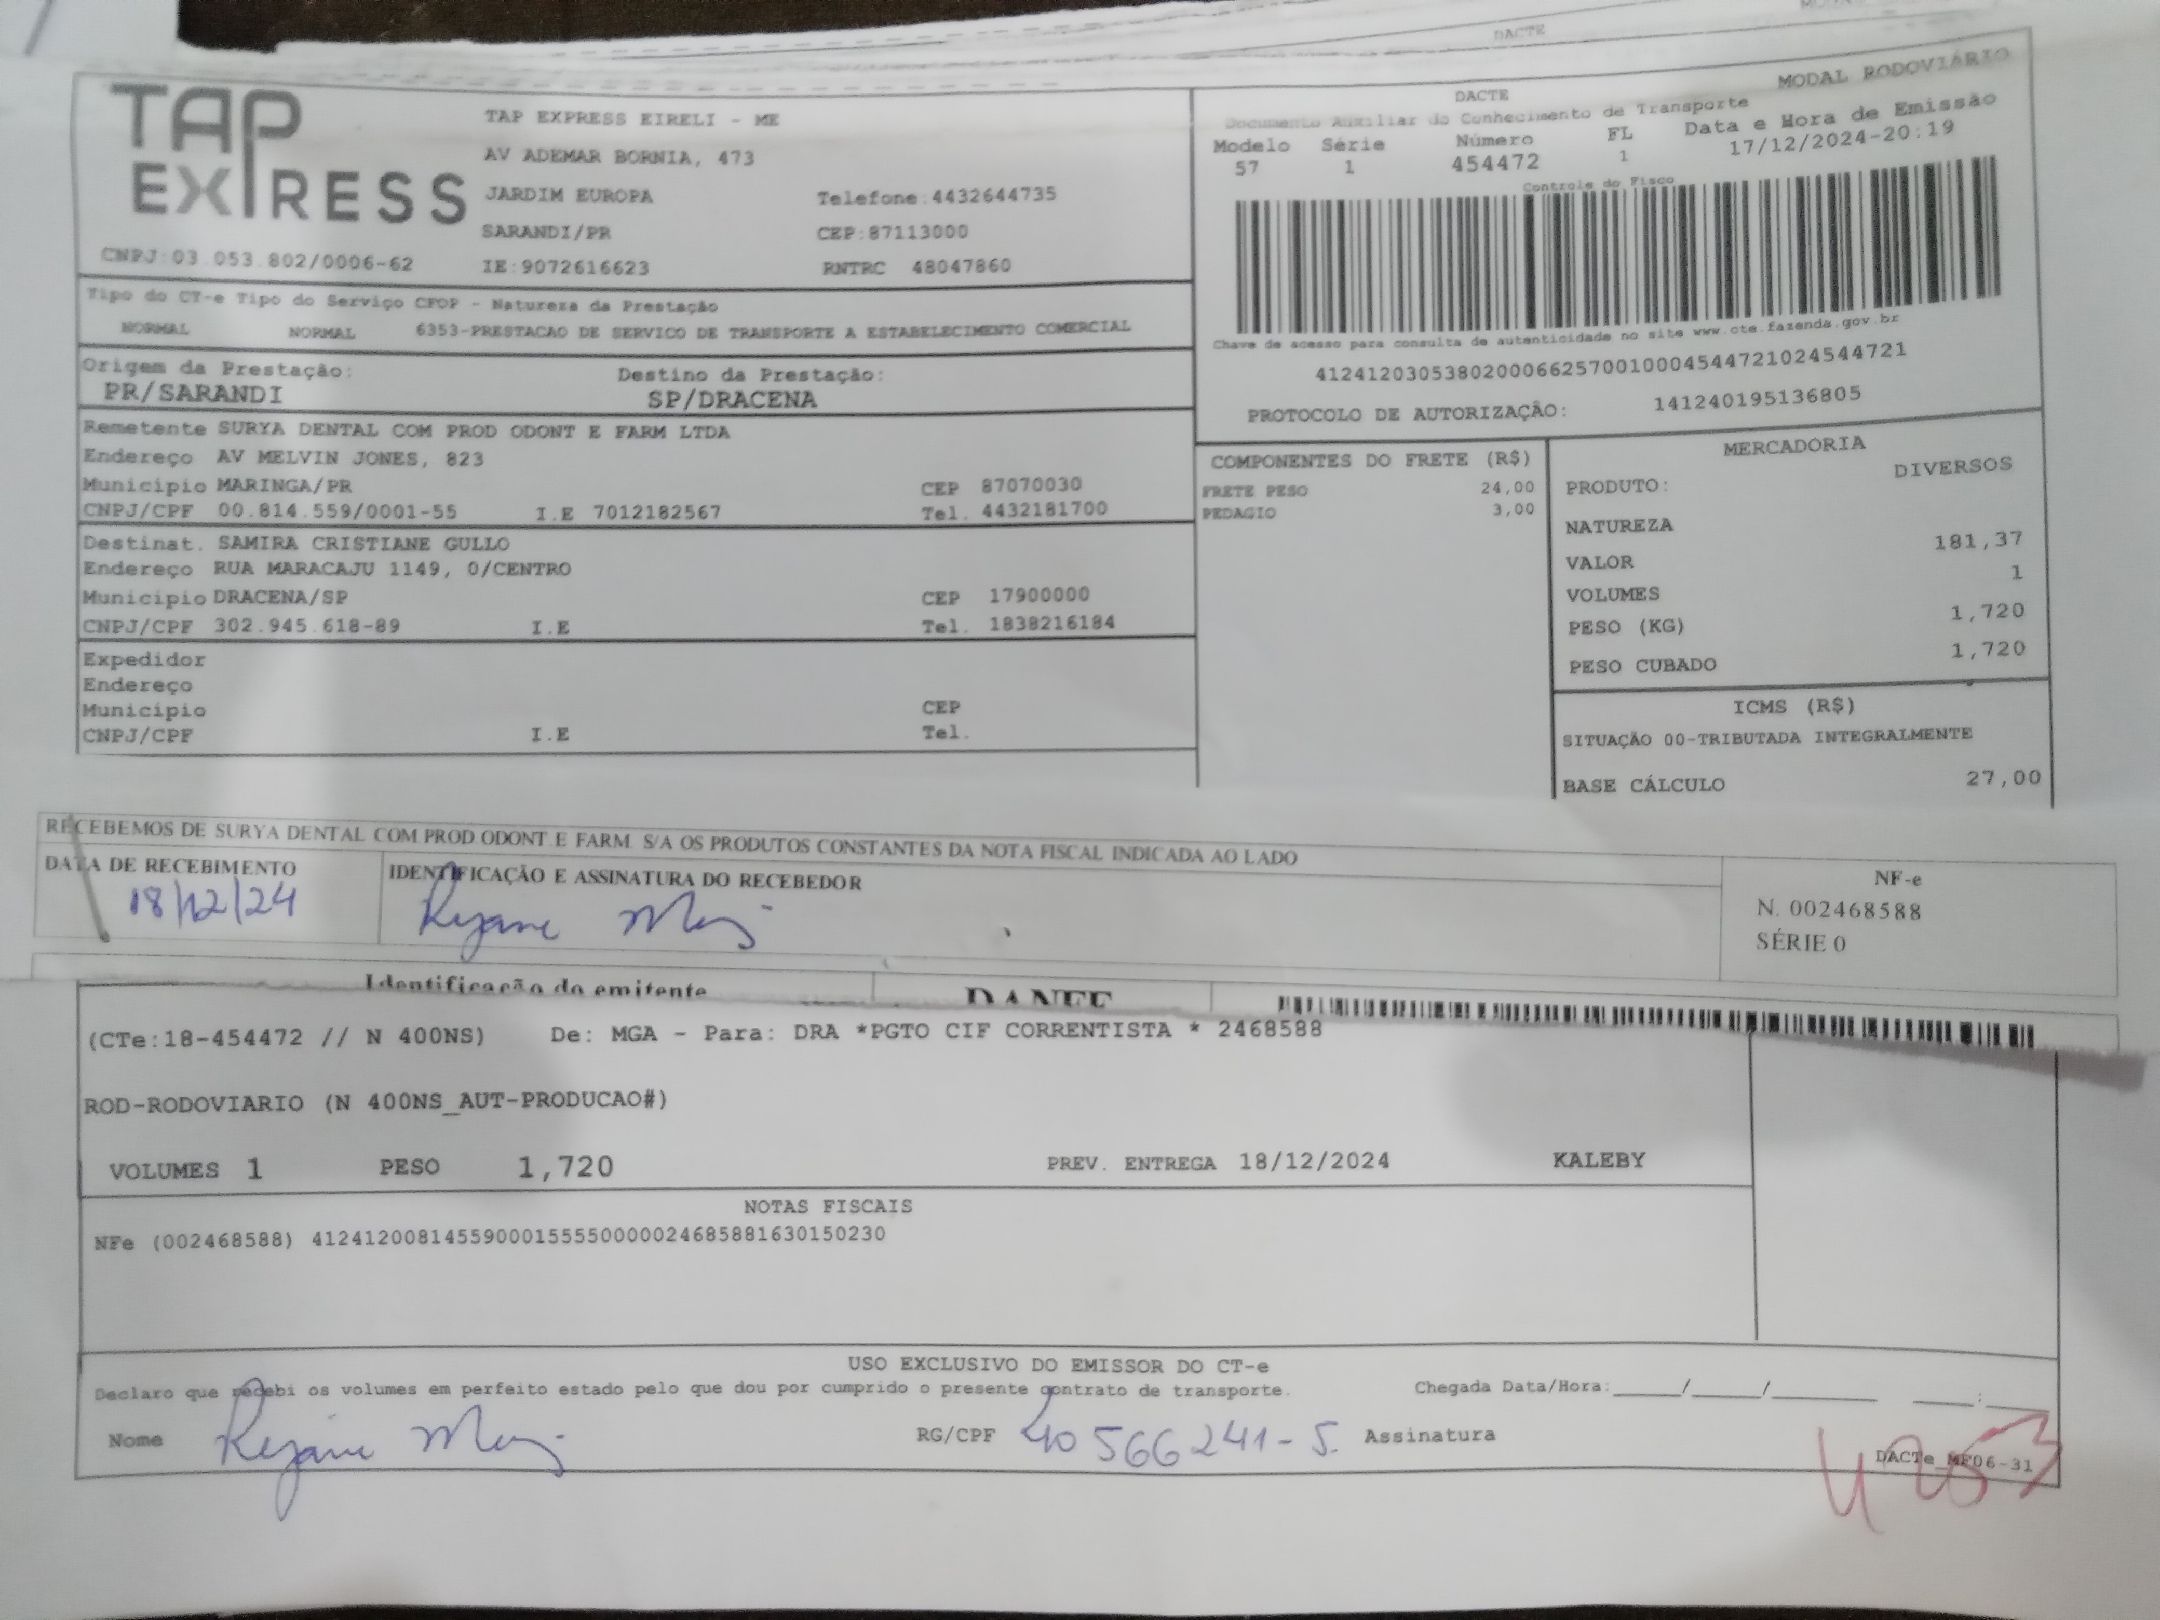 DACTE
TAP EXPRESS
TAP EXPRESS EIRELI - ME
AV ADEMAR BORNIA, 473
JARDIM EUROPA Telefone:4432644735
SARANDI/PR CEP:87113000
CNPJ:03.053.802/0006-62 IE:9072616623 RNTRC 48047860
DACTE MODAL RODOVIÁRIO
Documento Auxiliar do Conhecimento de Transporte
Modelo Série Número FL Data e Hora de Emissão
57 1 454472 1 17/12/2024-20:19
Controle do Fisco
Chave de acesso para consulta de autenticidade no site www.cte.fazenda.gov.br
41241203053802000662570010004544721024544721
PROTOCOLO DE AUTORIZAÇÃO: 141240195136805
Tipo do CT-e Tipo do Serviço CFOP - Natureza da Prestação
NORMAL NORMAL 6353-PRESTACAO DE SERVICO DE TRANSPORTE A ESTABELECIMENTO COMERCIAL
Origem da Prestação: Destino da Prestação:
PR/SARANDI SP/DRACENA
Remetente SURYA DENTAL COM PROD ODONT E FARM LTDA
Endereço AV MELVIN JONES, 823
Municipio MARINGA/PR CEP 87070030
CNPJ/CPF 00.814.559/0001-55 I.E 7012182567 Tel. 4432181700
Destinat. SAMIRA CRISTIANE GULLO
Endereço RUA MARACAJU 1149, 0/CENTRO
Municipio DRACENA/SP CEP 17900000
CNPJ/CPF 302.945.618-89 I.E Tel. 1838216184
Expedidor
Endereço
Município CEP
CNPJ/CPF I.E Tel.
COMPONENTES DO FRETE (R$)
FRETE PESO 24,00
PEDAGIO 3,00
MERCADORIA
PRODUTO: DIVERSOS
NATUREZA
VALOR 181,37
VOLUMES 1
PESO (KG) 1,720
PESO CUBADO 1,720
ICMS (R$)
SITUAÇÃO 00-TRIBUTADA INTEGRALMENTE
BASE CÁLCULO 27,00
RECEBEMOS DE SURYA DENTAL COM PROD ODONT E FARM S/A OS PRODUTOS CONSTANTES DA NOTA FISCAL INDICADA AO LADO
DATA DE RECEBIMENTO IDENTIFICAÇÃO E ASSINATURA DO RECEBEDOR
18/12/24
NF-e
N. 002468588
SÉRIE 0
Identificação do emitente DANFE
(CTe:18-454472 // N 400NS) De: MGA - Para: DRA *PGTO CIF CORRENTISTA * 2468588
ROD-RODOVIARIO (N 400NS_AUT-PRODUCAO#)
VOLUMES 1 PESO 1,720 PREV. ENTREGA 18/12/2024 KALEBY
NOTAS FISCAIS
NFe (002468588) 41241200814559000155550000024685881630150230
USO EXCLUSIVO DO EMISSOR DO CT-e
Declaro que recebi os volumes em perfeito estado pelo que dou por cumprido o presente contrato de transporte. Chegada Data/Hora:_____/_____/________ ____:____
Nome RG/CPF 40 566241-5 Assinatura
DACTe_MF06-31